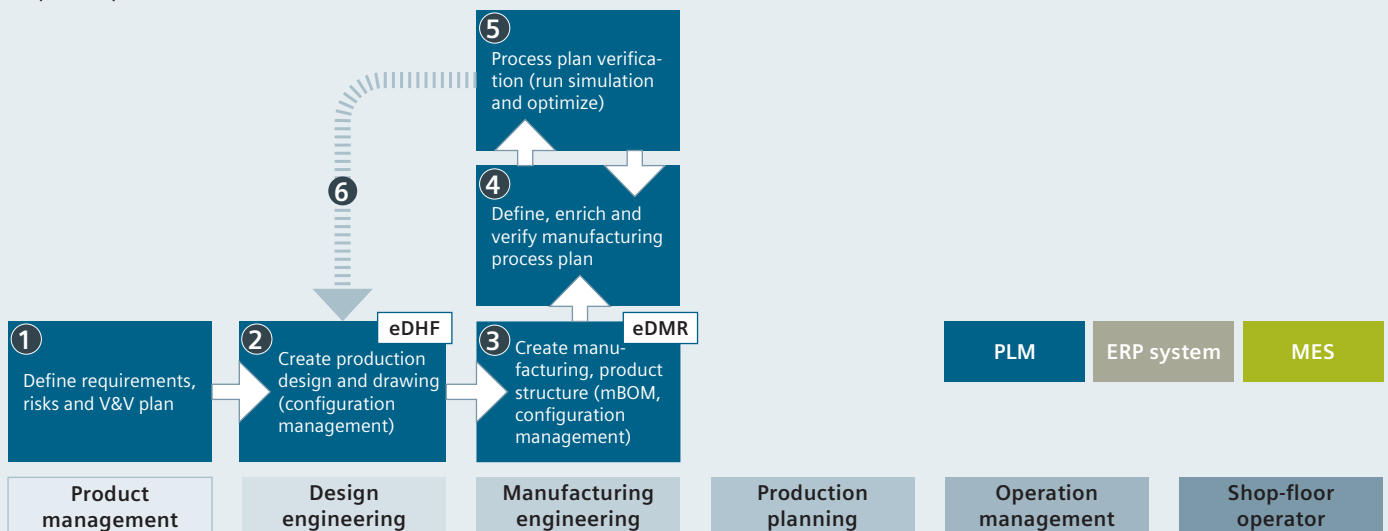 5
Process plan verifica-
tion (run simulation
and optimize)
6
4
Define, enrich and
verify manufacturing
process plan
1
Define requirements,
risks and V&V plan
eDHF
2
Create production
design and drawing
(configuration
management)
eDMR
3
Create manu-
facturing, product
structure (mBOM,
configuration
management)
PLM
ERP system
MES
Product
management
Design
engineering
Manufacturing
engineering
Production
planning
Operation
management
Shop-floor
operator